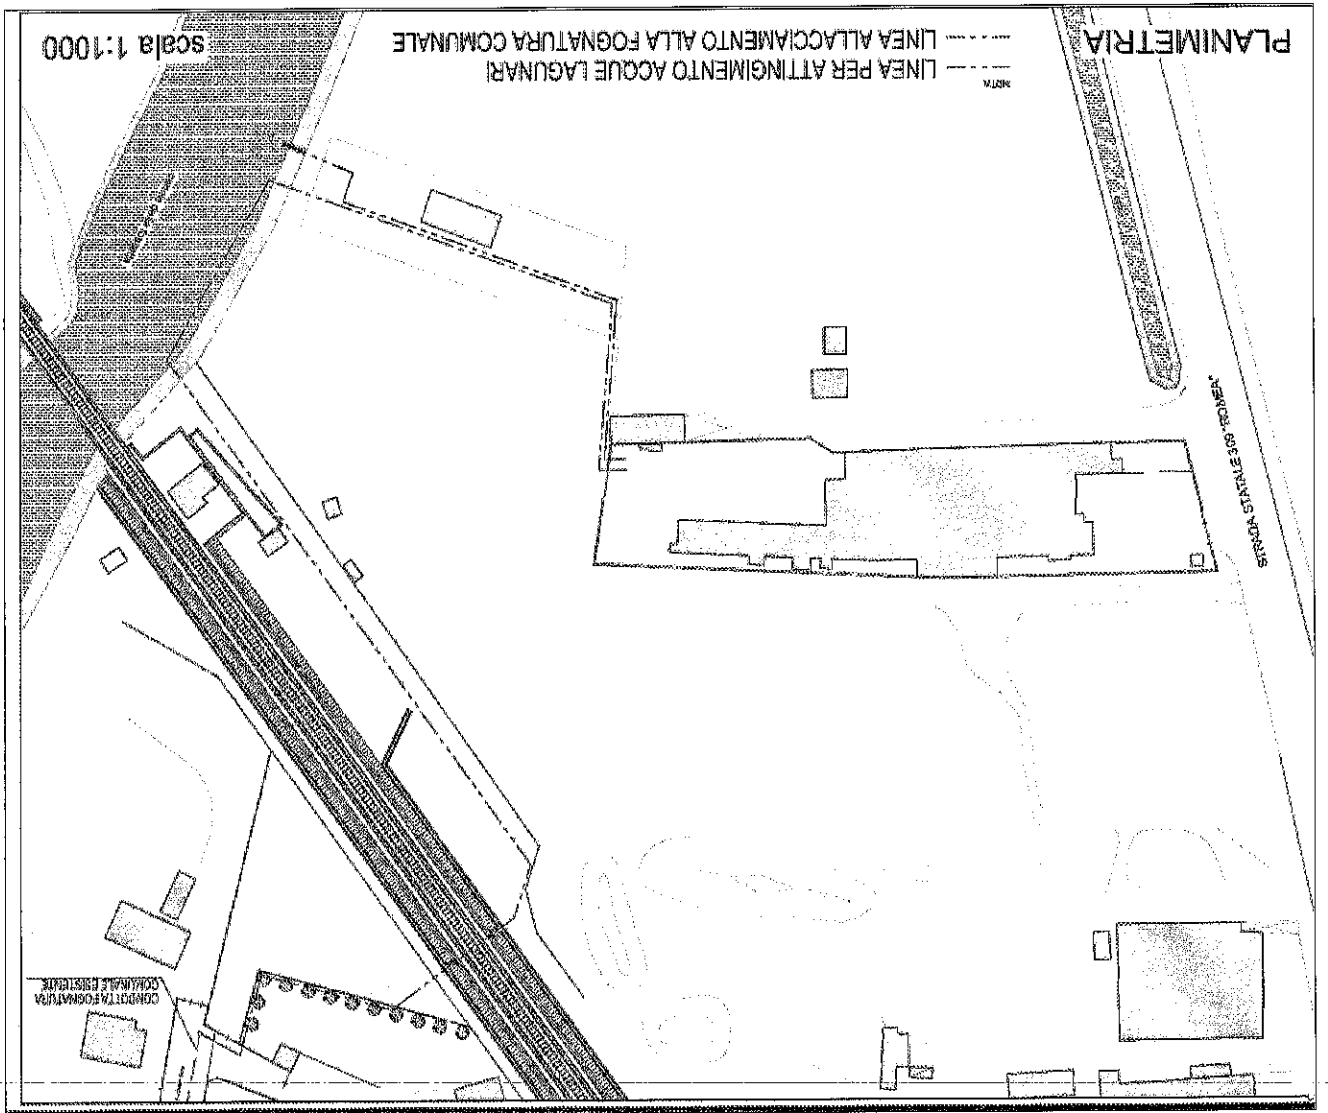 PLANIMETRIA
scala 1:1000
NOTA
LINEA PER ATTINGIMENTO ACQUE LAGUNARI
LINEA ALLACCIAMENTO ALLA FOGNATURA COMUNALE
STRADA STATALE 309 "ROMEA"
CONDOTTA FOGNATURA
COMUNALE ESISTENTE